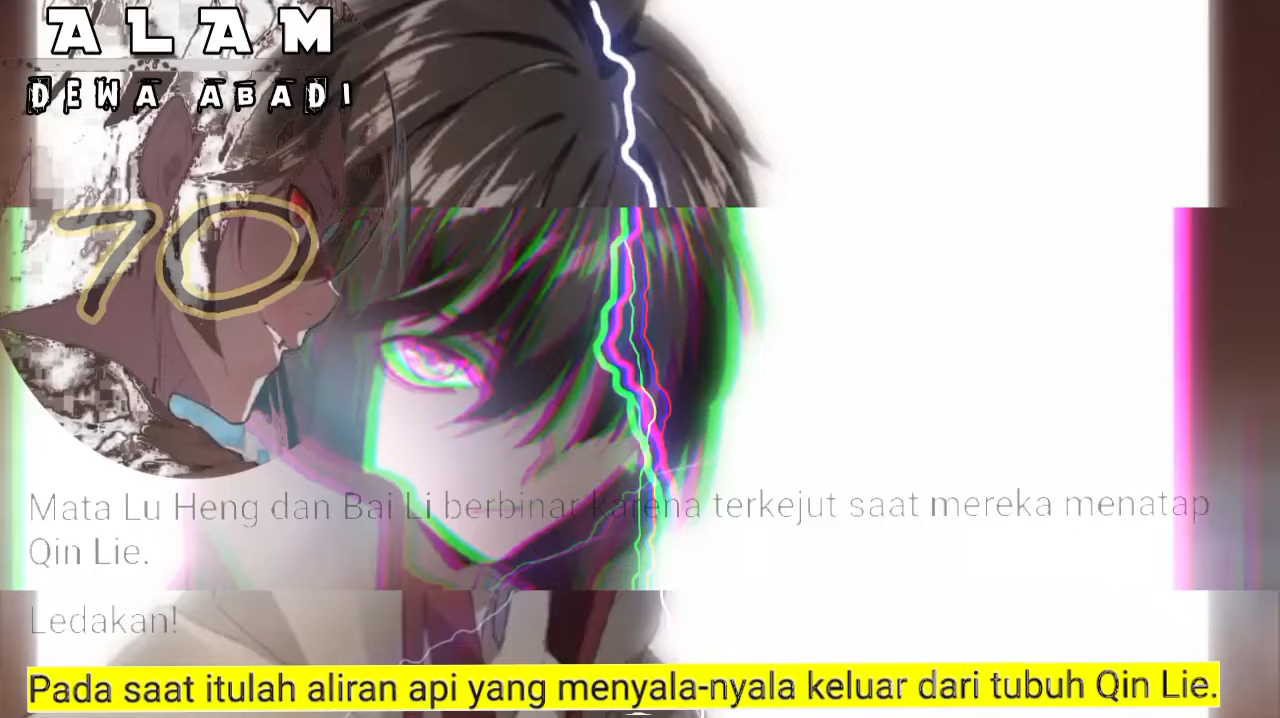 ALAM
DEWA ABADI
70
Mata Lu Heng dan Bai Li berbinar karena terkejut saat mereka menatap
Qin Lie.
Ledakan!
Pada saat itulah aliran api yang menyala-nyala keluar dari tubuh Qin Lie.